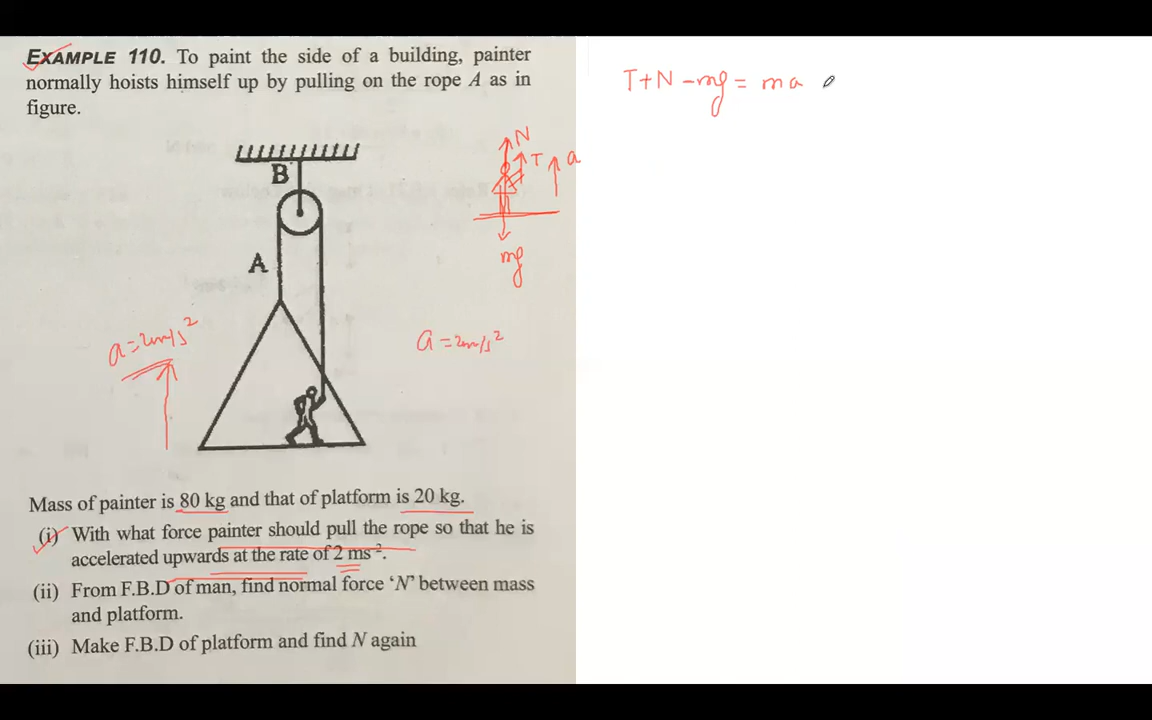 EXAMPLE 110. To paint the side of a building, painter
normally hoists himself up by pulling on the rope A as in
figure.
T+N-mg = ma
N
T
a
mg
B
A
a=2m/s²
a=2m/s²
Mass of painter is 80 kg and that of platform is 20 kg.
(i) With what force painter should pull the rope so that he is
accelerated upwards at the rate of 2 ms⁻².
(ii) From F.B.D of man, find normal force ‘N’ between mass
and platform.
(iii) Make F.B.D of platform and find N again